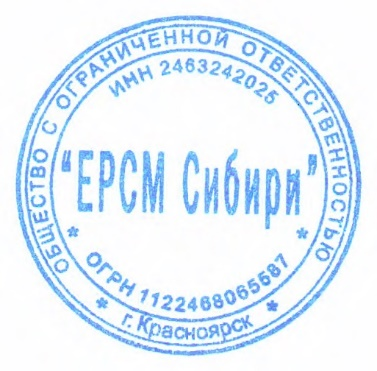 ОБЩЕСТВО С ОГРАНИЧЕННОЙ ОТВЕТСТВЕННОСТЬЮ
ИНН 2463242025
"ЕРСМ Сибири"
* ОГРН 1122468065587 *
* г. Красноярск *